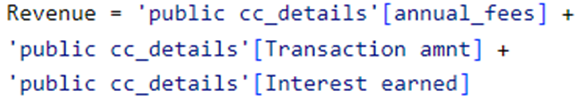 Revenue = 'public cc_details'[annual_fees] +
'public cc_details'[Transaction amnt] +
'public cc_details'[Interest earned]